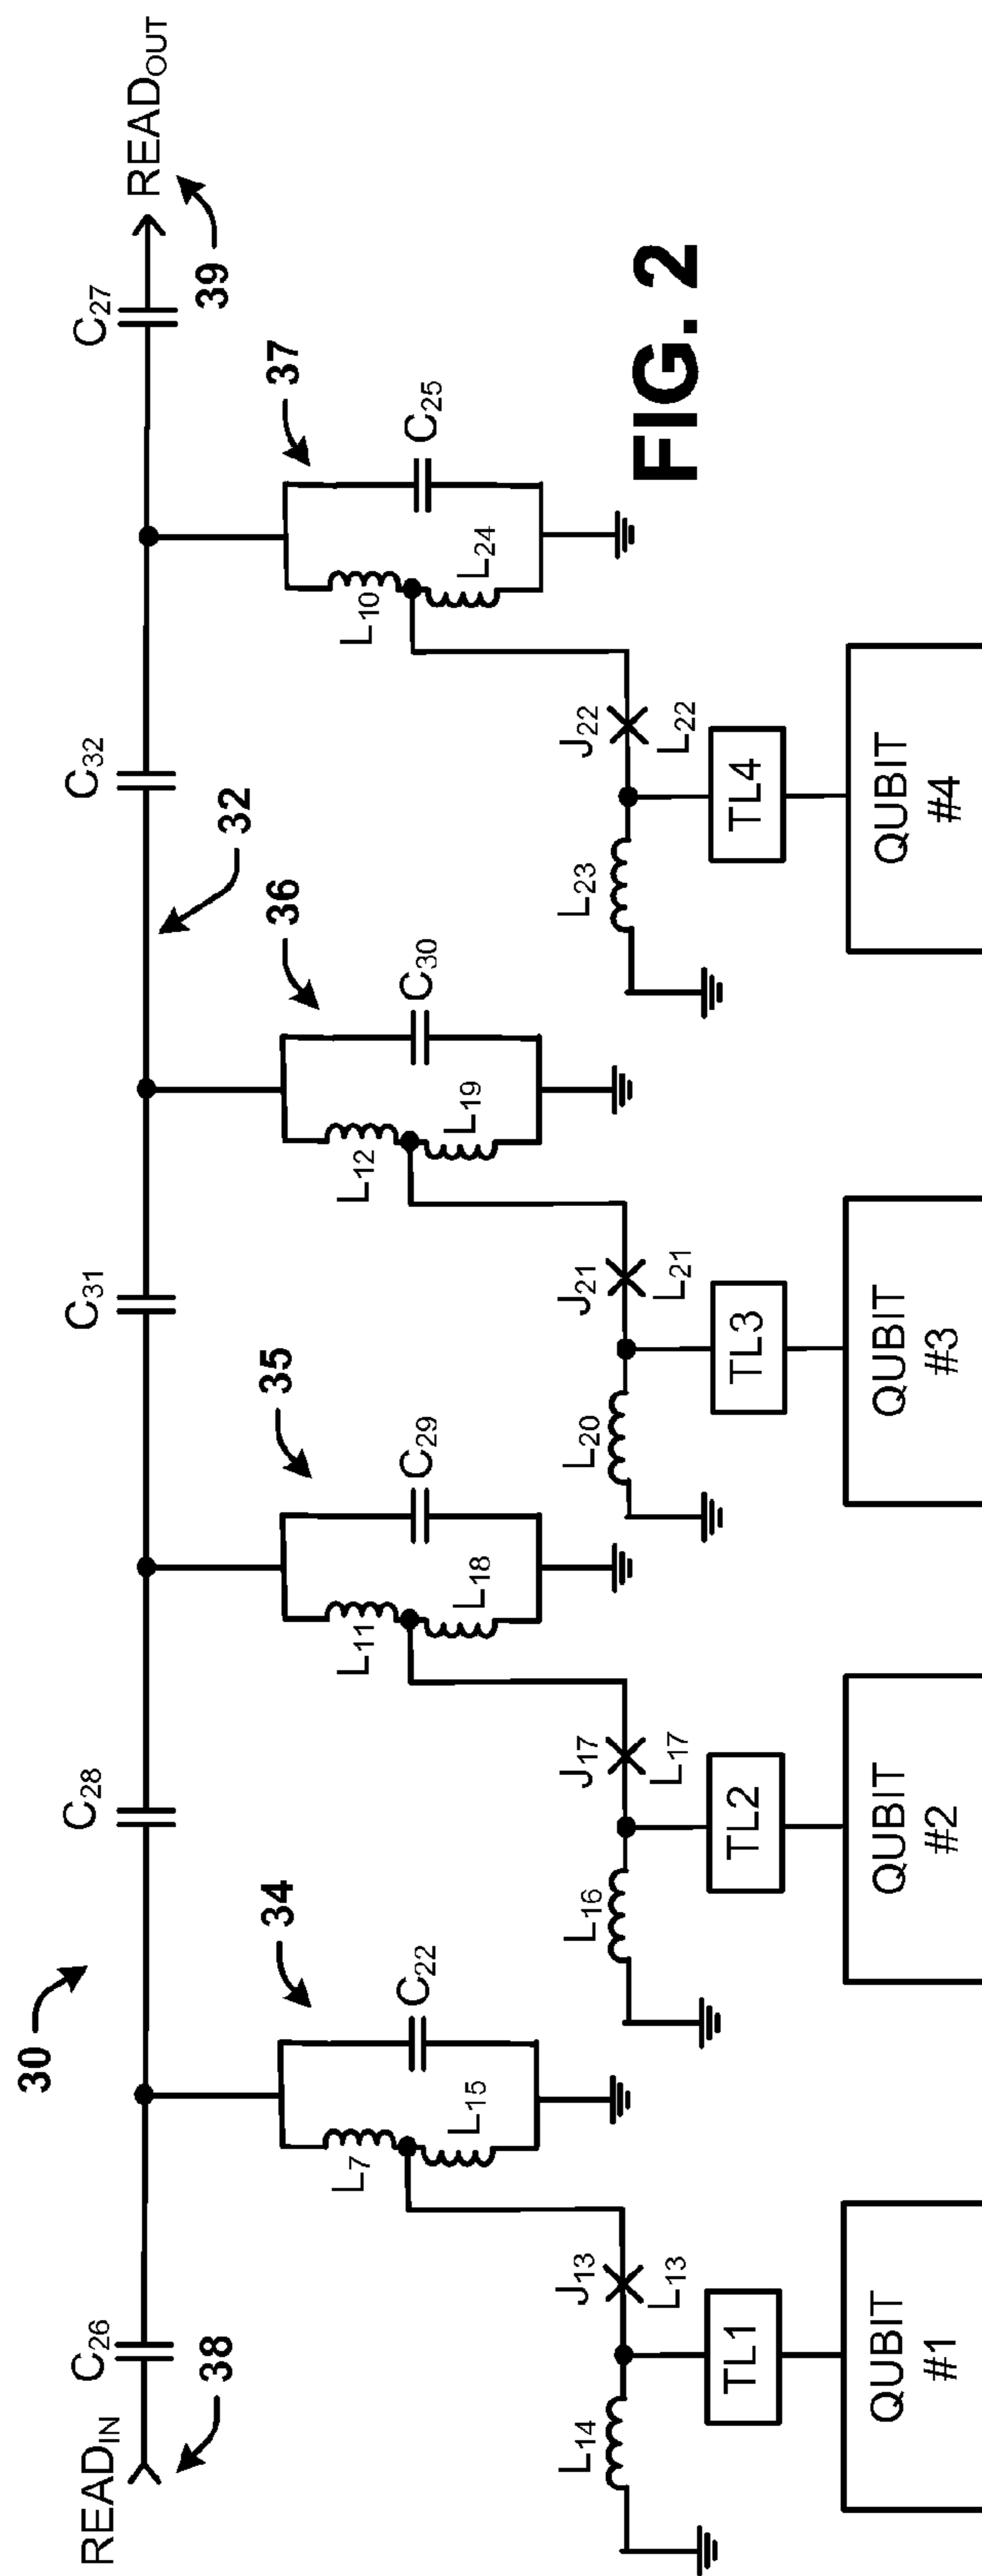 30
32
READIN
38
C26
C28
C31
C32
C27
READOUT
39
34
L7
L15
C22
35
L11
L18
C29
36
L12
L19
C30
37
L10
L24
C25
L14
J13
L13
TL1
QUBIT
#1
L16
J17
L17
TL2
QUBIT
#2
L20
J21
L21
TL3
QUBIT
#3
L23
J22
L22
TL4
QUBIT
#4
FIG. 2